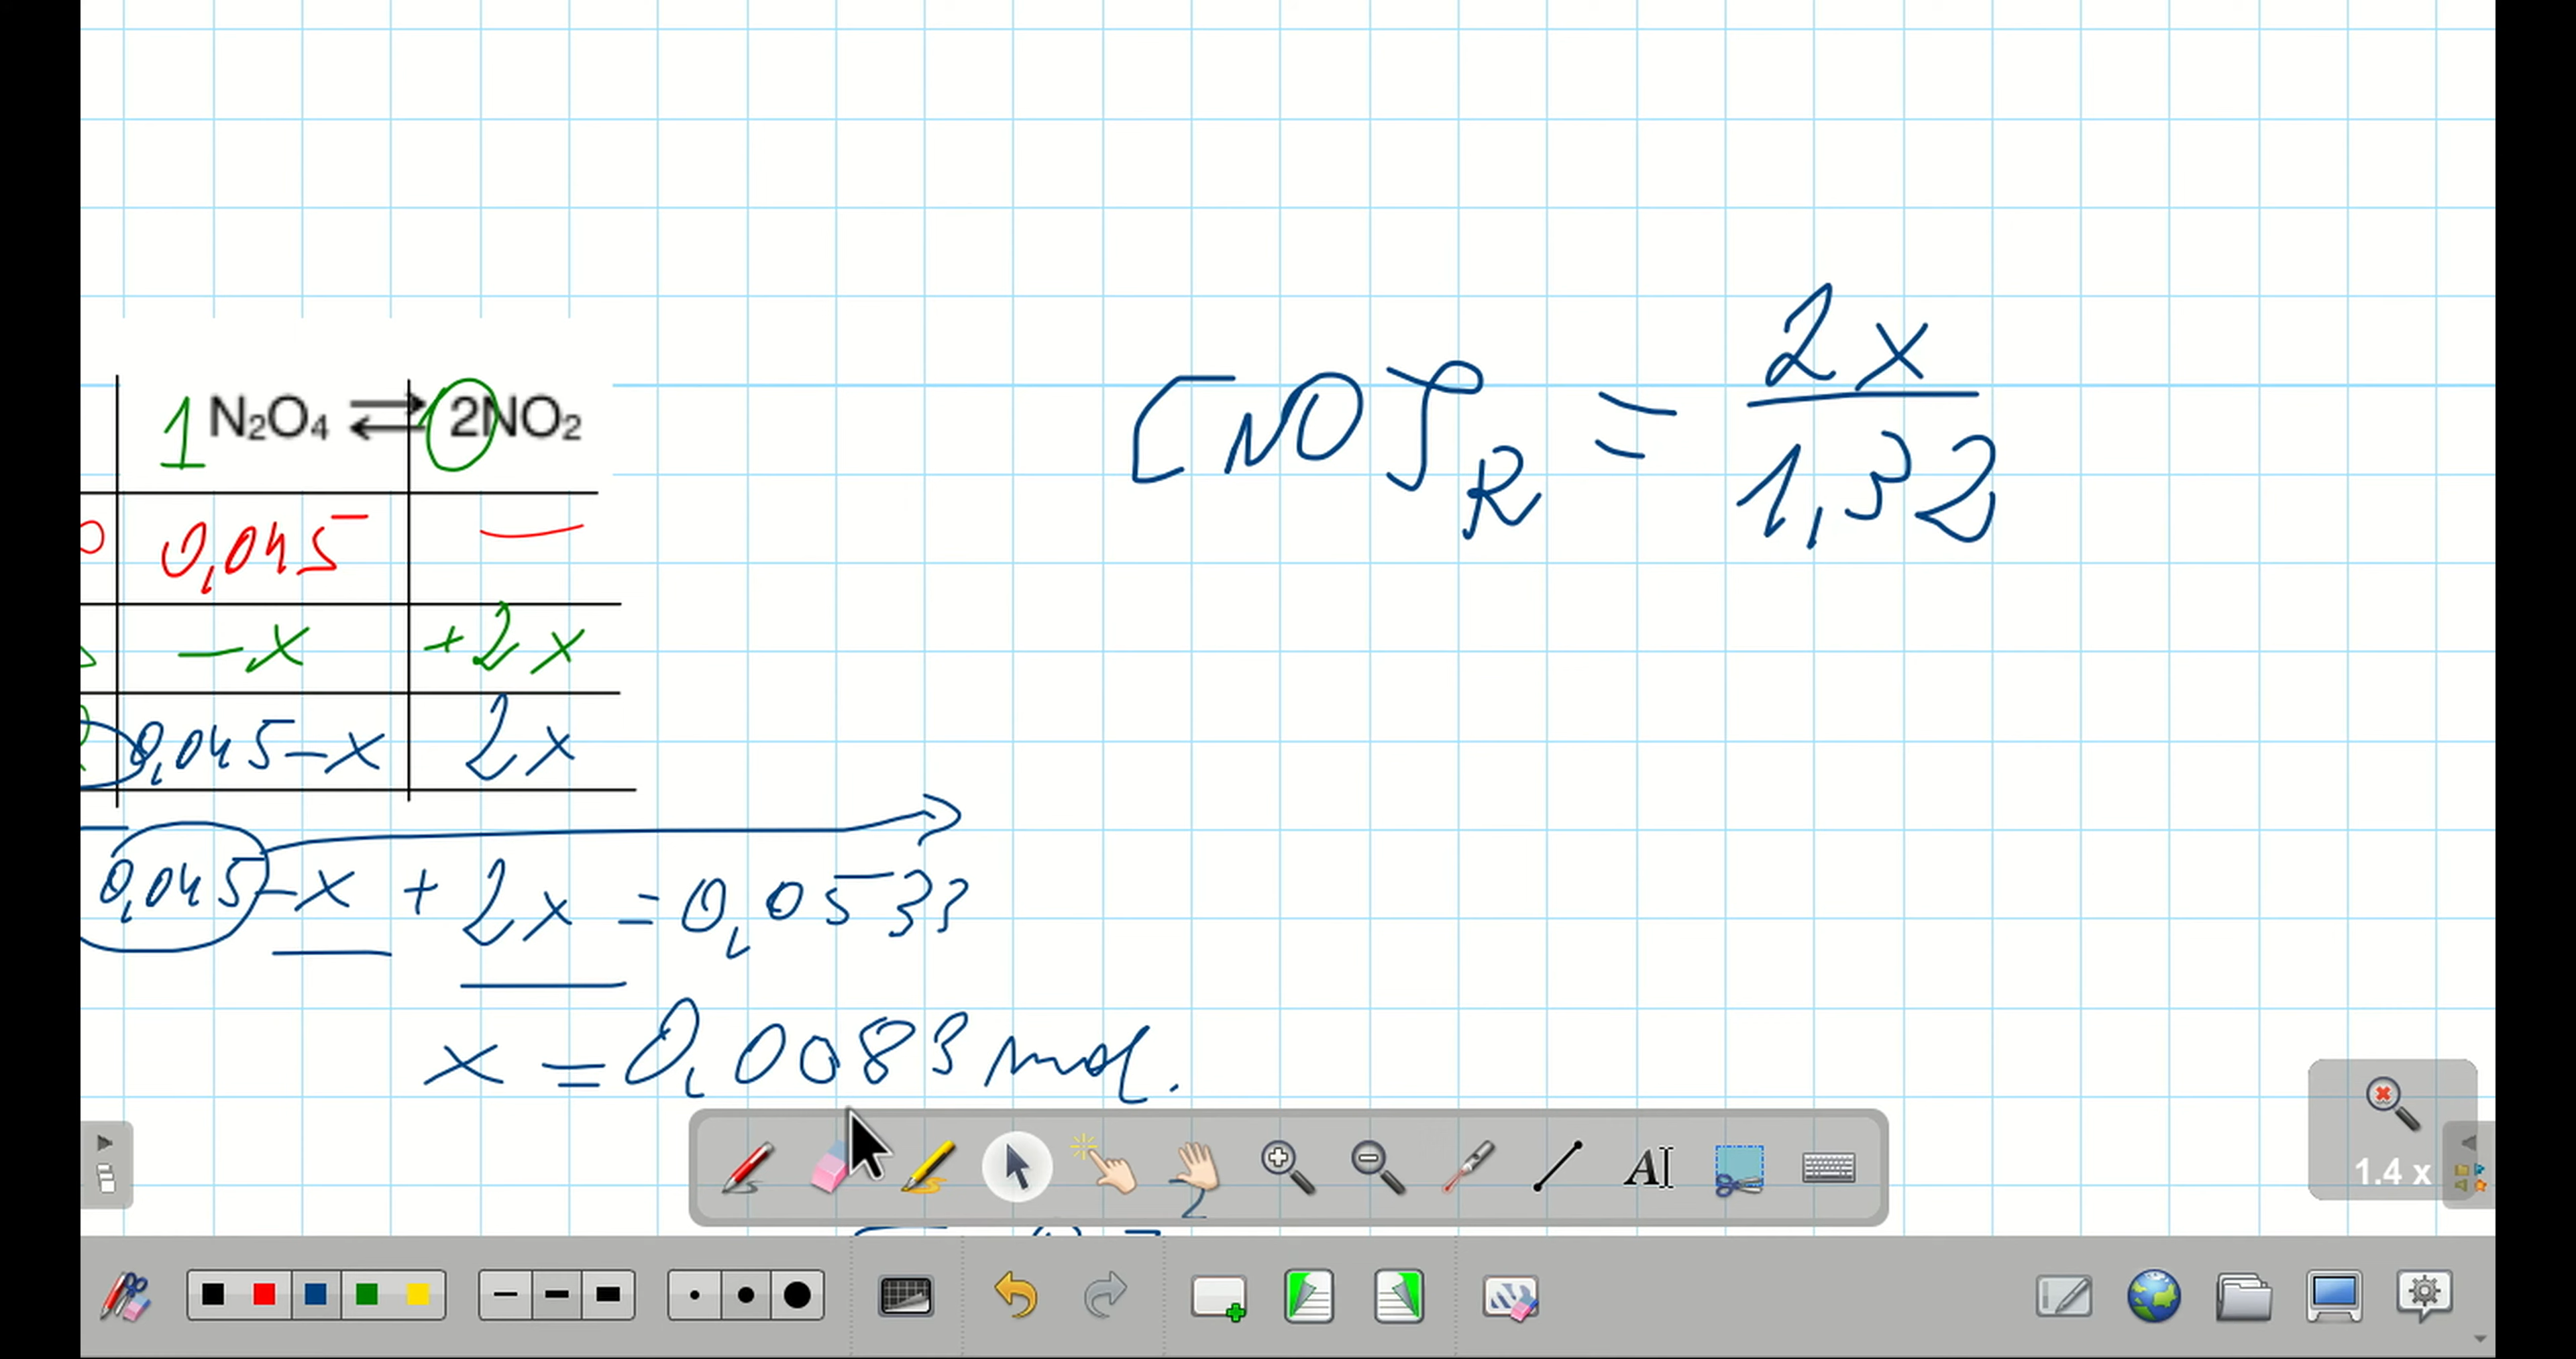 1 N₂O₄ ⇄ 2NO₂
0,045 —
-x +2x
0,045-x 2x
0,045-x + 2x = 0,0533
x = 0,0083 mol.
[NO]R = 2x / 1,32
1.4 x